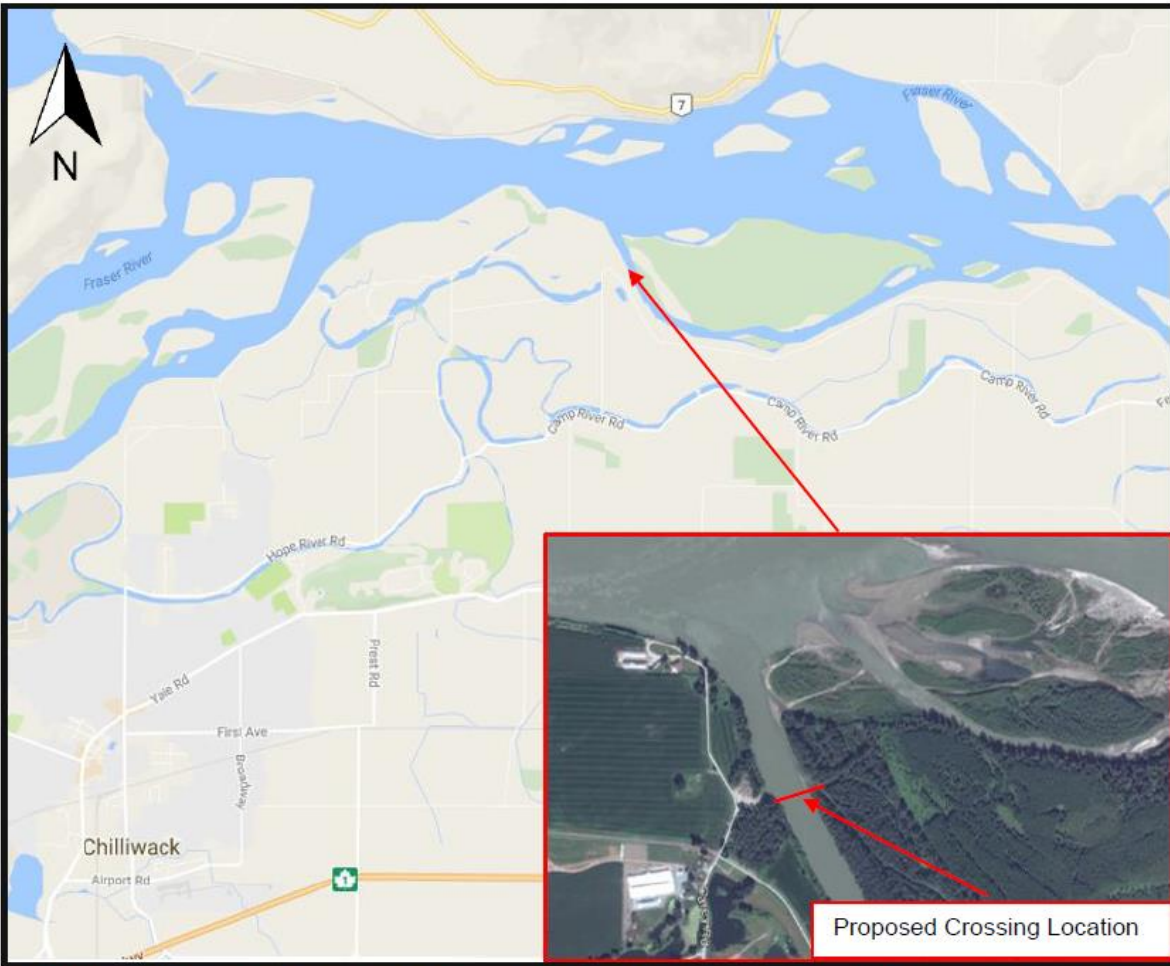 7
Fraser River
N
Fraser River
Camp River Rd
Camp River Rd
Camp River Rd
Hope River Rd
Prest Rd
Yale Rd
First Ave
Broadway
Chilliwack
Airport Rd
1
Proposed Crossing Location